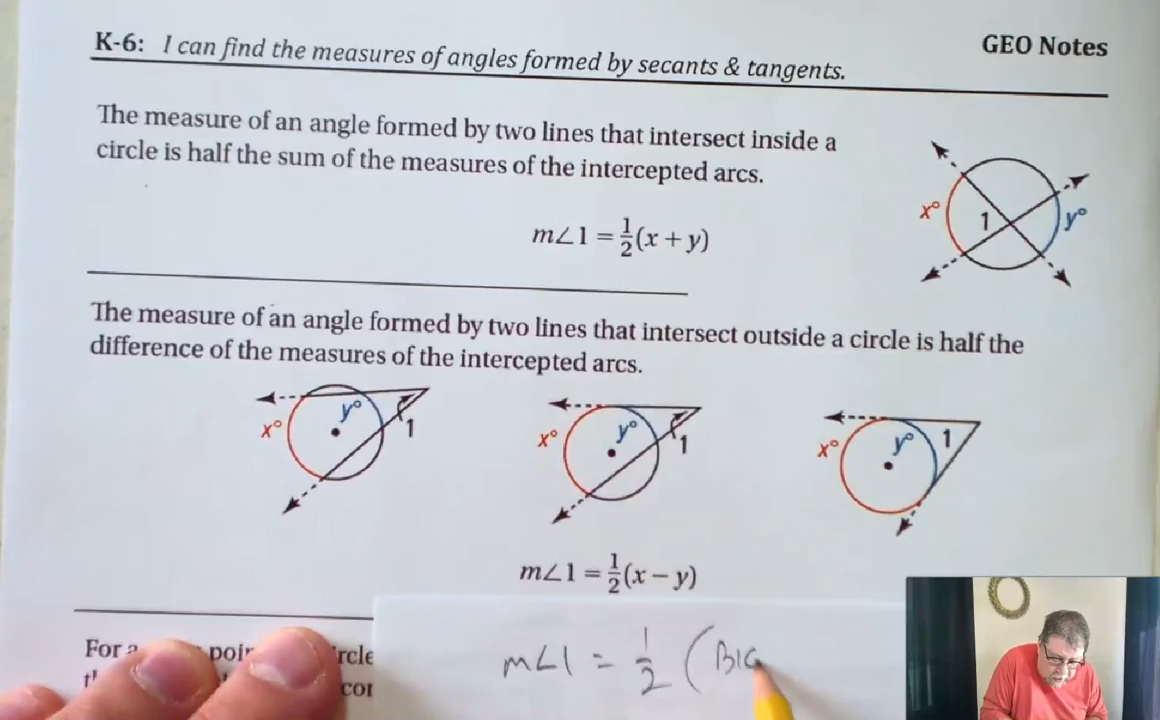 K-6: I can find the measures of angles formed by secants & tangents.
GEO Notes
The measure of an angle formed by two lines that intersect inside a
circle is half the sum of the measures of the intercepted arcs.
x° 1 y°
m∠1 = 1/2(x + y)
The measure of an angle formed by two lines that intersect outside a circle is half the
difference of the measures of the intercepted arcs.
x° y° 1
x° y° 1
x° y° 1
m∠1 = 1/2(x − y)
For
m∠1 = 1/2 (BIG